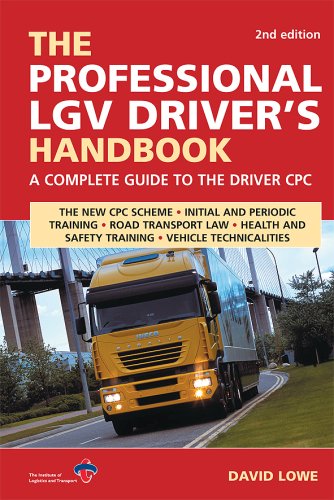 2nd edition
THE
PROFESSIONAL
LGV DRIVER'S
HANDBOOK
A COMPLETE GUIDE TO THE DRIVER CPC
THE NEW CPC SCHEME • INITIAL AND PERIODIC
TRAINING • ROAD TRANSPORT LAW • HEALTH AND
SAFETY TRAINING • VEHICLE TECHNICALITIES
IVECO
The Institute of
Logistics and Transport
DAVID LOWE